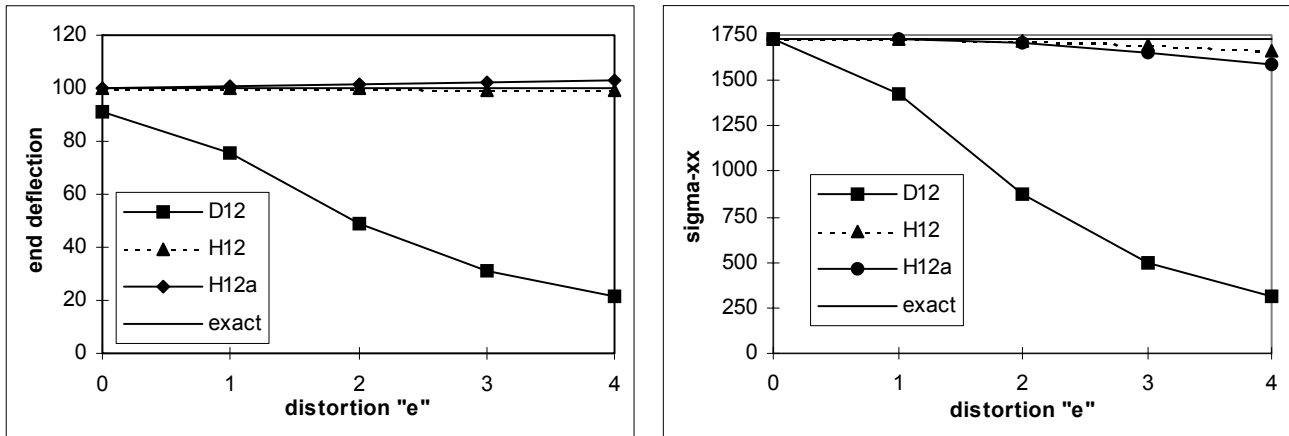 120
100
80
60
40
20
0
end deflection
D12
H12
H12a
exact
0 1 2 3 4
distortion "e"
1750
1500
1250
1000
750
500
250
0
sigma-xx
D12
H12
H12a
exact
0 1 2 3 4
distortion "e"